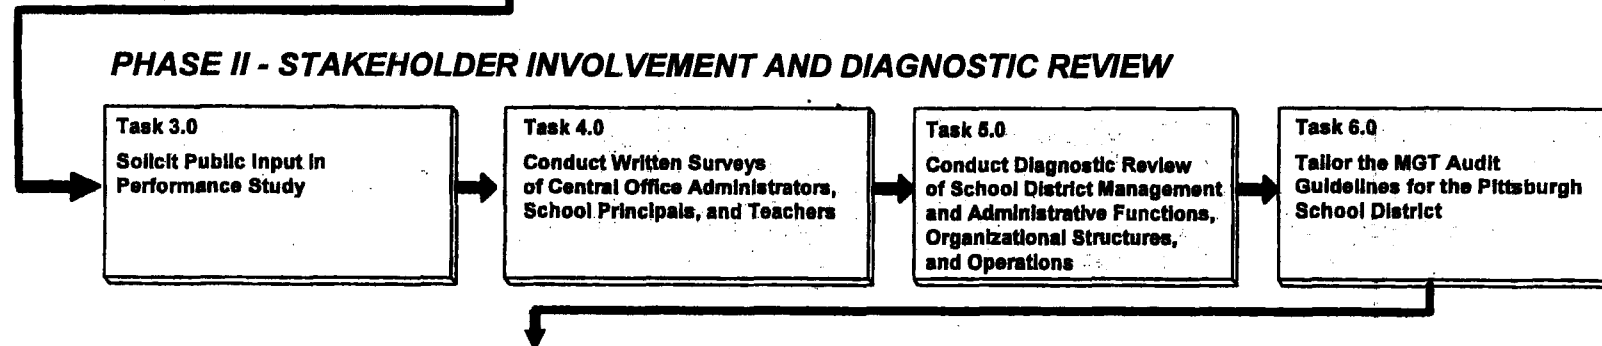 PHASE II - STAKEHOLDER INVOLVEMENT AND DIAGNOSTIC REVIEW
Task 3.0
Solicit Public Input in
Performance Study
Task 4.0
Conduct Written Surveys
of Central Office Administrators,
School Principals, and Teachers
Task 5.0
Conduct Diagnostic Review
of School District Management
and Administrative Functions,
Organizational Structures,
and Operations
Task 6.0
Tailor the MGT Audit
Guidelines for the Pittsburgh
School District